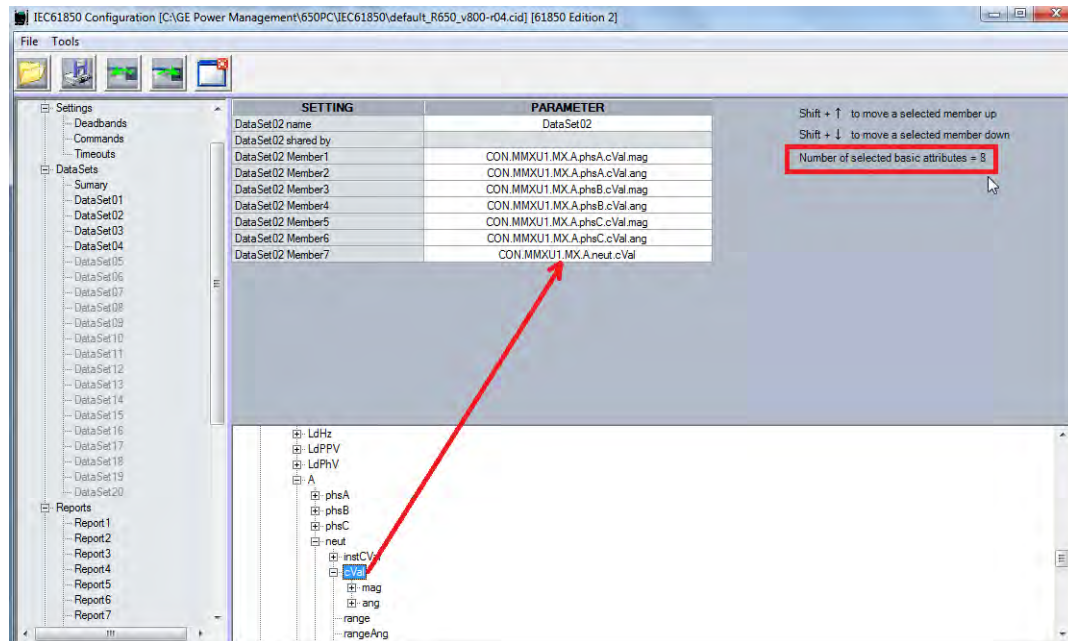 IEC61850 Configuration [C:\GE Power Management\650PC\IEC61850\default_R650_v800-r04.cid] [61850 Edition 2]
File Tools
Settings
Deadbands
Commands
Timeouts
DataSets
Sumary
DataSet01
DataSet02
DataSet03
DataSet04
DataSet05
DataSet06
DataSet07
DataSet08
DataSet09
DataSet10
DataSet11
DataSet12
DataSet13
DataSet14
DataSet15
DataSet16
DataSet17
DataSet18
DataSet19
DataSet20
Reports
Report1
Report2
Report3
Report4
Report5
Report6
Report7
SETTING PARAMETER
DataSet02 name DataSet02
DataSet02 shared by
DataSet02 Member1 CON.MMXU1.MX.A.phsA.cVal.mag
DataSet02 Member2 CON.MMXU1.MX.A.phsA.cVal.ang
DataSet02 Member3 CON.MMXU1.MX.A.phsB.cVal.mag
DataSet02 Member4 CON.MMXU1.MX.A.phsB.cVal.ang
DataSet02 Member5 CON.MMXU1.MX.A.phsC.cVal.mag
DataSet02 Member6 CON.MMXU1.MX.A.phsC.cVal.ang
DataSet02 Member7 CON.MMXU1.MX.A.neut.cVal
Shift + ↑ to move a selected member up
Shift + ↓ to move a selected member down
Number of selected basic attributes = 8
LdHz
LdPPV
LdPhV
A
phsA
phsB
phsC
neut
instCVal
cVal
mag
ang
range
rangeAng